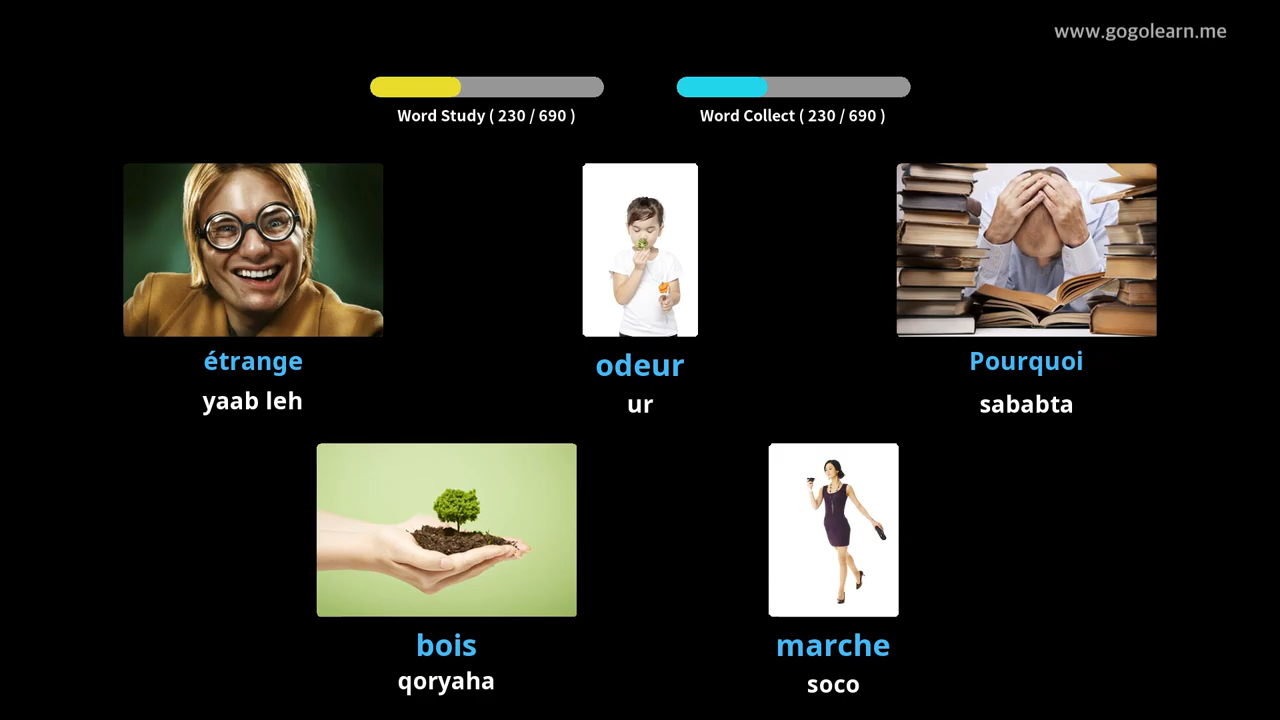 www.gogolearn.me
Word Study ( 230 / 690 )
Word Collect ( 230 / 690 )
étrange
yaab leh
odeur
ur
Pourquoi
sababta
bois
qoryaha
marche
soco